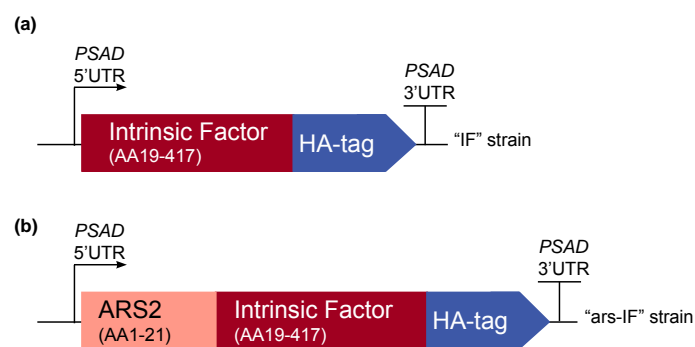 (a)
PSAD
5'UTR
PSAD
3'UTR
Intrinsic Factor
(AA19-417)
HA-tag
“IF” strain
(b)
PSAD
5'UTR
PSAD
3'UTR
ARS2
(AA1-21)
Intrinsic Factor
(AA19-417)
HA-tag
“ars-IF” strain